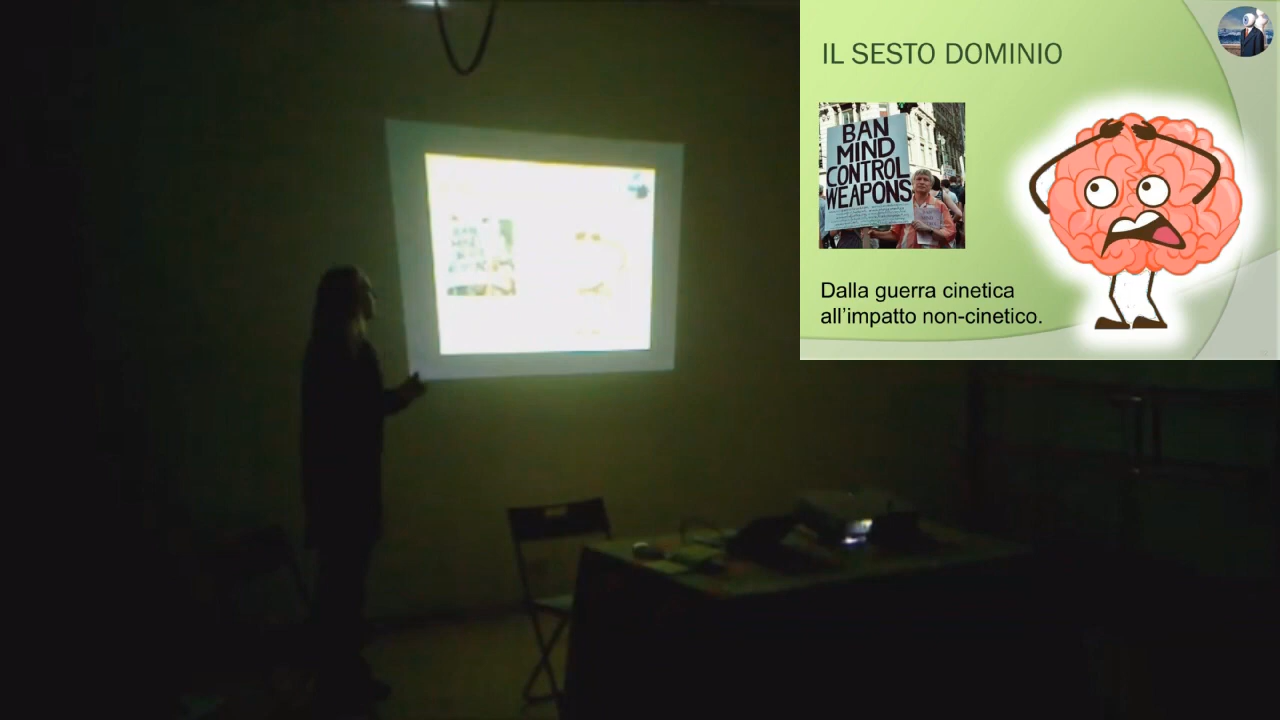 IL SESTO DOMINIO
BAN
MIND
CONTROL
WEAPONS
Dalla guerra cinetica
all'impatto non-cinetico.